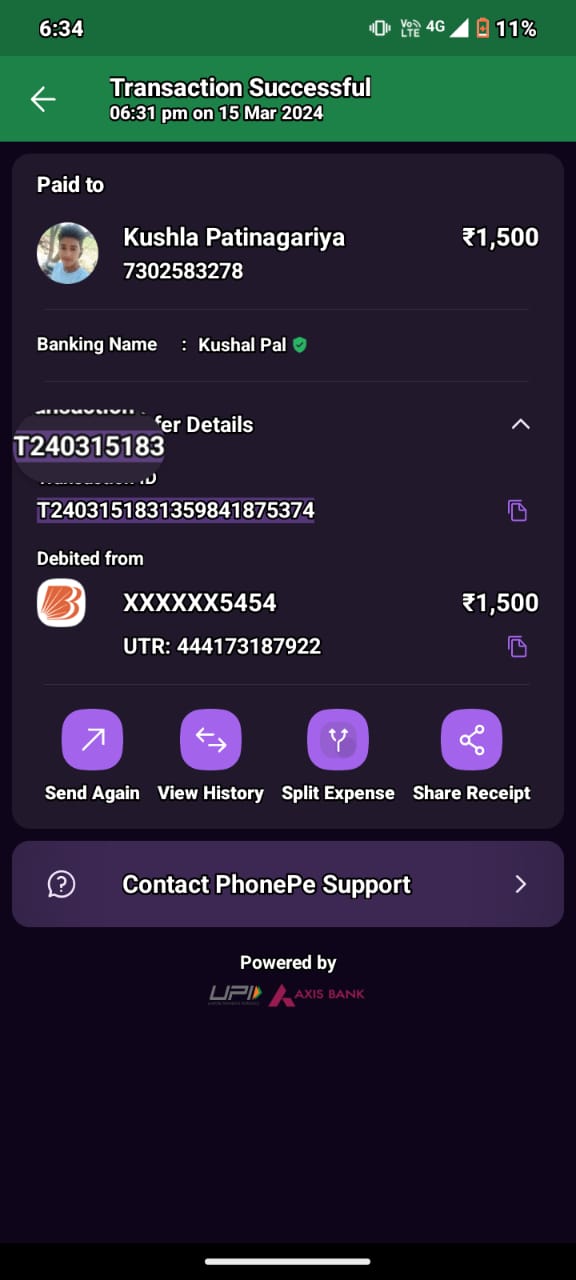 6:34
Vo) LTE 4G 11%
Transaction Successful
06:31 pm on 15 Mar 2024
Paid to
Kushla Patinagariya ₹1,500
7302583278
Banking Name : Kushal Pal
fer Details
T240315183
Transaction ID
T2403151831359841875374
Debited from
XXXXXX5454 ₹1,500
UTR: 444173187922
Send Again View History Split Expense Share Receipt
Contact PhonePe Support
Powered by
UPI AXIS BANK